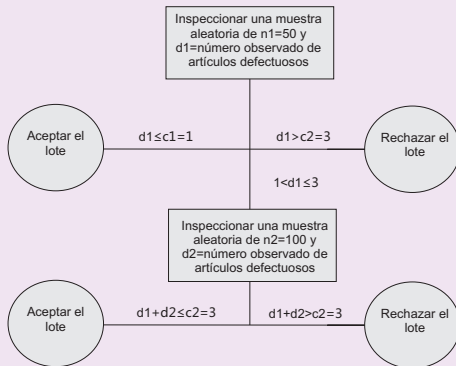 Inspeccionar una muestra
aleatoria de n1=50 y
d1=número observado de
artículos defectuosos
Aceptar el
lote
d1≤c1=1
d1>c2=3
Rechazar el
lote
1<d1≤3
Inspeccionar una muestra
aleatoria de n2=100 y
d2=número observado de
artículos defectuosos
Aceptar el
lote
d1+d2≤c2=3
d1+d2>c2=3
Rechazar el
lote